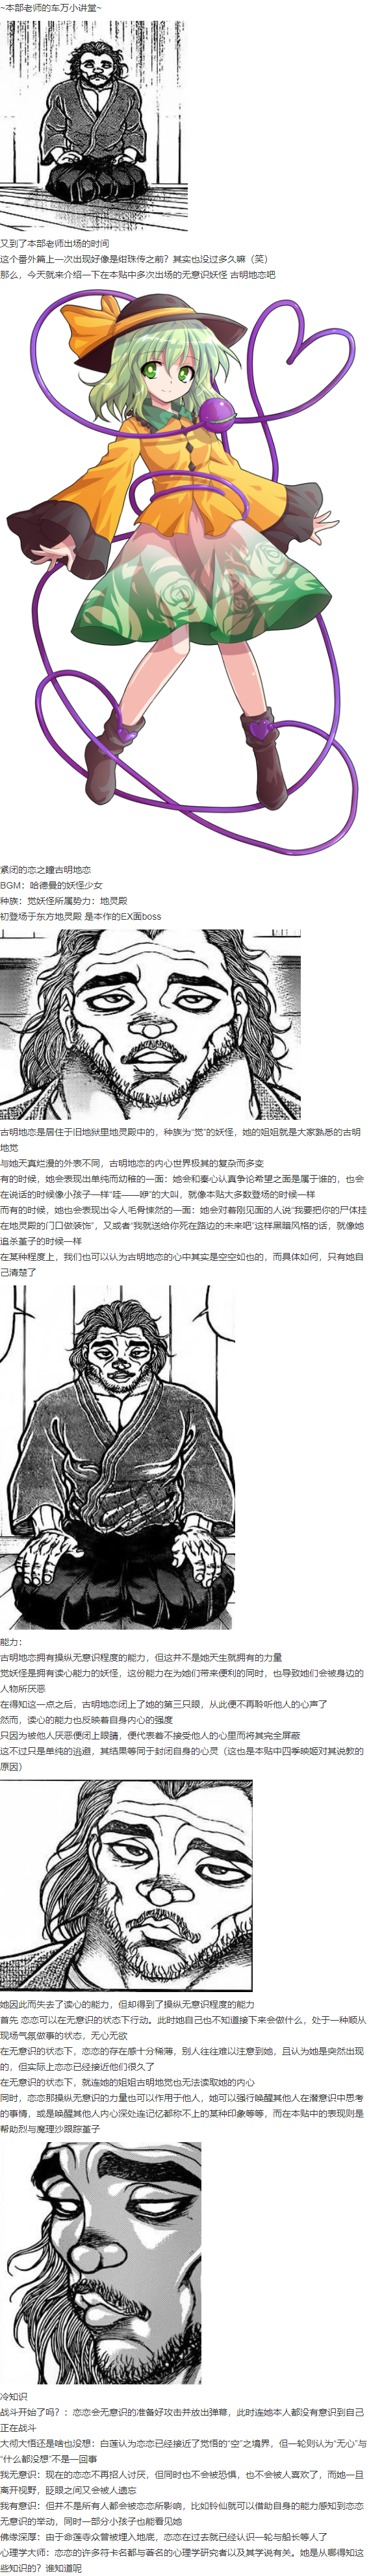 ~本部老师的车万小讲堂~
又到了本部老师出场的时间
这个番外篇上一次出现好像是绀珠传之前？其实也没过多久嘛（笑）
那么，今天就来介绍一下在本贴中多次出场的无意识妖怪 古明地恋吧
紧闭的恋之瞳古明地恋
BGM：哈德曼的妖怪少女
种族：觉妖怪所属势力：地灵殿
初登场于东方地灵殿 是本作的EX面boss
古明地恋是居住于旧地狱里地灵殿中的，种族为“觉”的妖怪，她的姐姐就是大家熟悉的古明
地觉
与她天真烂漫的外表不同，古明地恋的内心世界极其的复杂而多变
有的时候，她会表现出单纯而幼稚的一面：她会和秦心认真争论希望之面是属于谁的，也会
在说话的时候像小孩子一样“哇——咿”的大叫，就像本贴大多数登场的时候一样
而有的时候，她也会表现出令人毛骨悚然的一面：她会对着刚见面的人说“我要把你的尸体挂
在地灵殿的门口做装饰”，又或者“我就送给你死在路边的未来吧”这样黑暗风格的话，就像她
追杀堇子的时候一样
在某种程度上，我们也可以认为古明地恋的心中其实是空空如也的，而具体如何，只有她自
己清楚了
能力：
古明地恋拥有操纵无意识程度的能力，但这并不是她天生就拥有的力量
觉妖怪是拥有读心能力的妖怪，这份能力在为她们带来便利的同时，也导致她们会被身边的
人物所厌恶
在得知这一点之后，古明地恋闭上了她的第三只眼，从此便不再聆听他人的心声了
然而，读心的能力也反映着自身内心的强度
只因为被他人厌恶便闭上眼睛，便代表着不接受他人的心里而将其完全屏蔽
这不过只是单纯的逃避，其结果等同于封闭自身的心灵（这也是本贴中四季映姬对其说教的
原因）
她因此而失去了读心的能力，但却得到了操纵无意识程度的能力
首先 恋恋可以在无意识的状态下行动。此时她自己也不知道接下来会做什么，处于一种顺从
现场气氛做事的状态，无心无欲
在无意识的状态下，恋恋的存在感十分稀薄，别人往往难以注意到她，且认为她是突然出现
的，但实际上恋恋已经接近他们很久了
在无意识的状态下，就连她的姐姐古明地觉也无法读取她的内心
同时，恋恋那操纵无意识的力量也可以作用于他人，她可以强行唤醒其他人在潜意识中思考
的事情，或是唤醒其他人内心深处连记忆都称不上的某种印象等等，而在本贴中的表现则是
帮助烈与魔理沙跟踪堇子
冷知识
战斗开始了吗？：恋恋会无意识的准备好攻击并放出弹幕，此时连她本人都没有意识到自己
正在战斗
大彻大悟还是啥也没想：白莲认为恋恋已经接近了觉悟的“空”之境界，但一轮则认为“无心”与
“什么都没想”不是一回事
我无意识：现在的恋恋不再招人讨厌，但同时也不会被恐惧，也不会被人喜欢了，而她一旦
离开视野，眨眼之间又会被人遗忘
我有意识：但并不是所有人都会被恋恋所影响，比如铃仙就可以借助自身的能力感知到恋恋
无意识的举动，同时一部分小孩子也能看见她
佛缘深厚：由于命莲寺众曾被埋入地底，恋恋在过去就已经认识一轮与船长等人了
心理学大师：恋恋的许多符卡名都与著名的心理学研究者以及其学说有关。她是从哪得知这
些知识的？谁知道呢